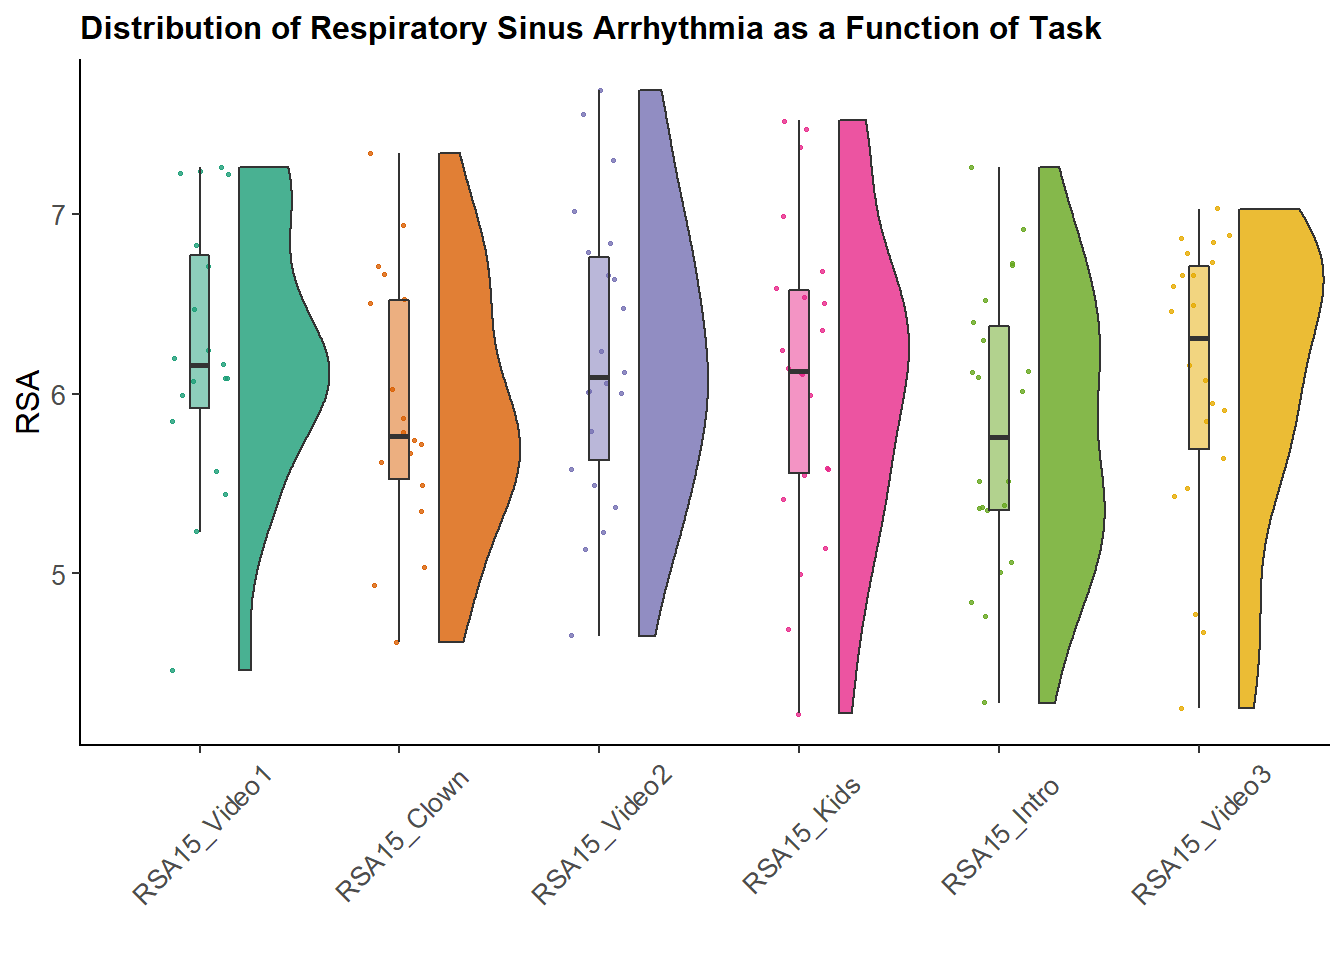 Distribution of Respiratory Sinus Arrhythmia as a Function of Task
RSA
7
6
5
RSA15_Video1
RSA15_Clown
RSA15_Video2
RSA15_Kids
RSA15_Intro
RSA15_Video3